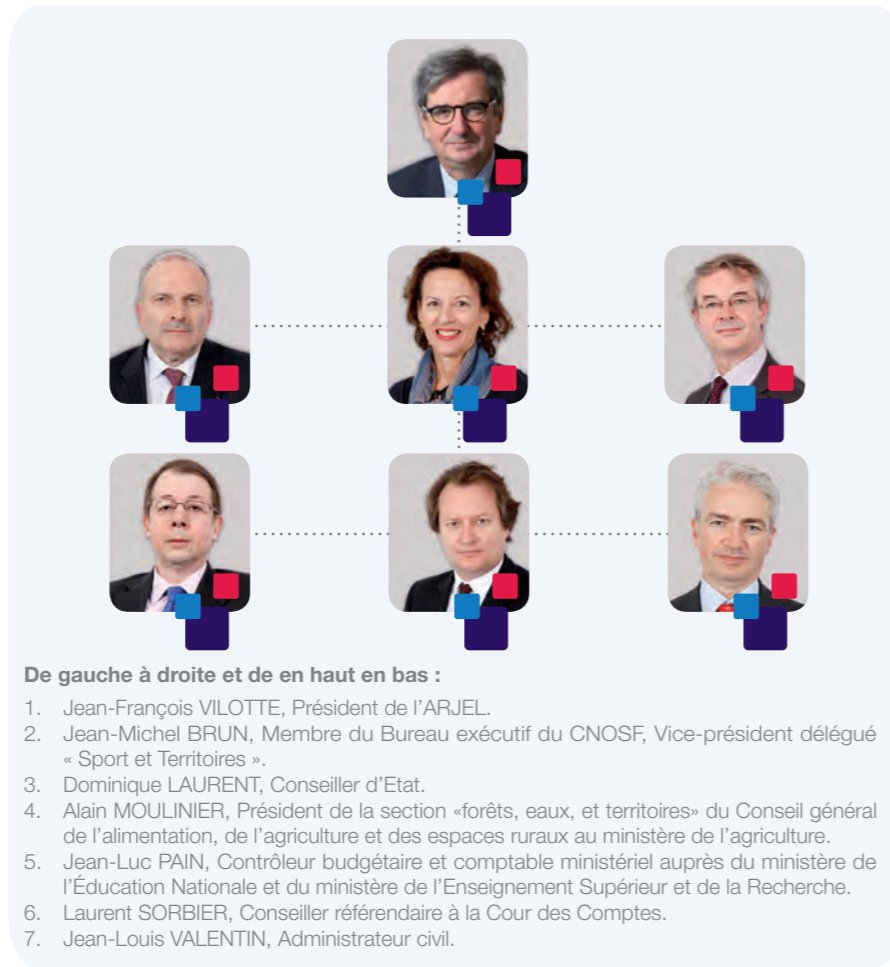 De gauche à droite et de en haut en bas :
1. Jean-François VILOTTE, Président de l’ARJEL.
2. Jean-Michel BRUN, Membre du Bureau exécutif du CNOSF, Vice-président délégué
« Sport et Territoires ».
3. Dominique LAURENT, Conseiller d’Etat.
4. Alain MOULINIER, Président de la section «forêts, eaux, et territoires» du Conseil général
de l’alimentation, de l’agriculture et des espaces ruraux au ministère de l’agriculture.
5. Jean-Luc PAIN, Contrôleur budgétaire et comptable ministériel auprès du ministère de
l’Éducation Nationale et du ministère de l’Enseignement Supérieur et de la Recherche.
6. Laurent SORBIER, Conseiller référendaire à la Cour des Comptes.
7. Jean-Louis VALENTIN, Administrateur civil.